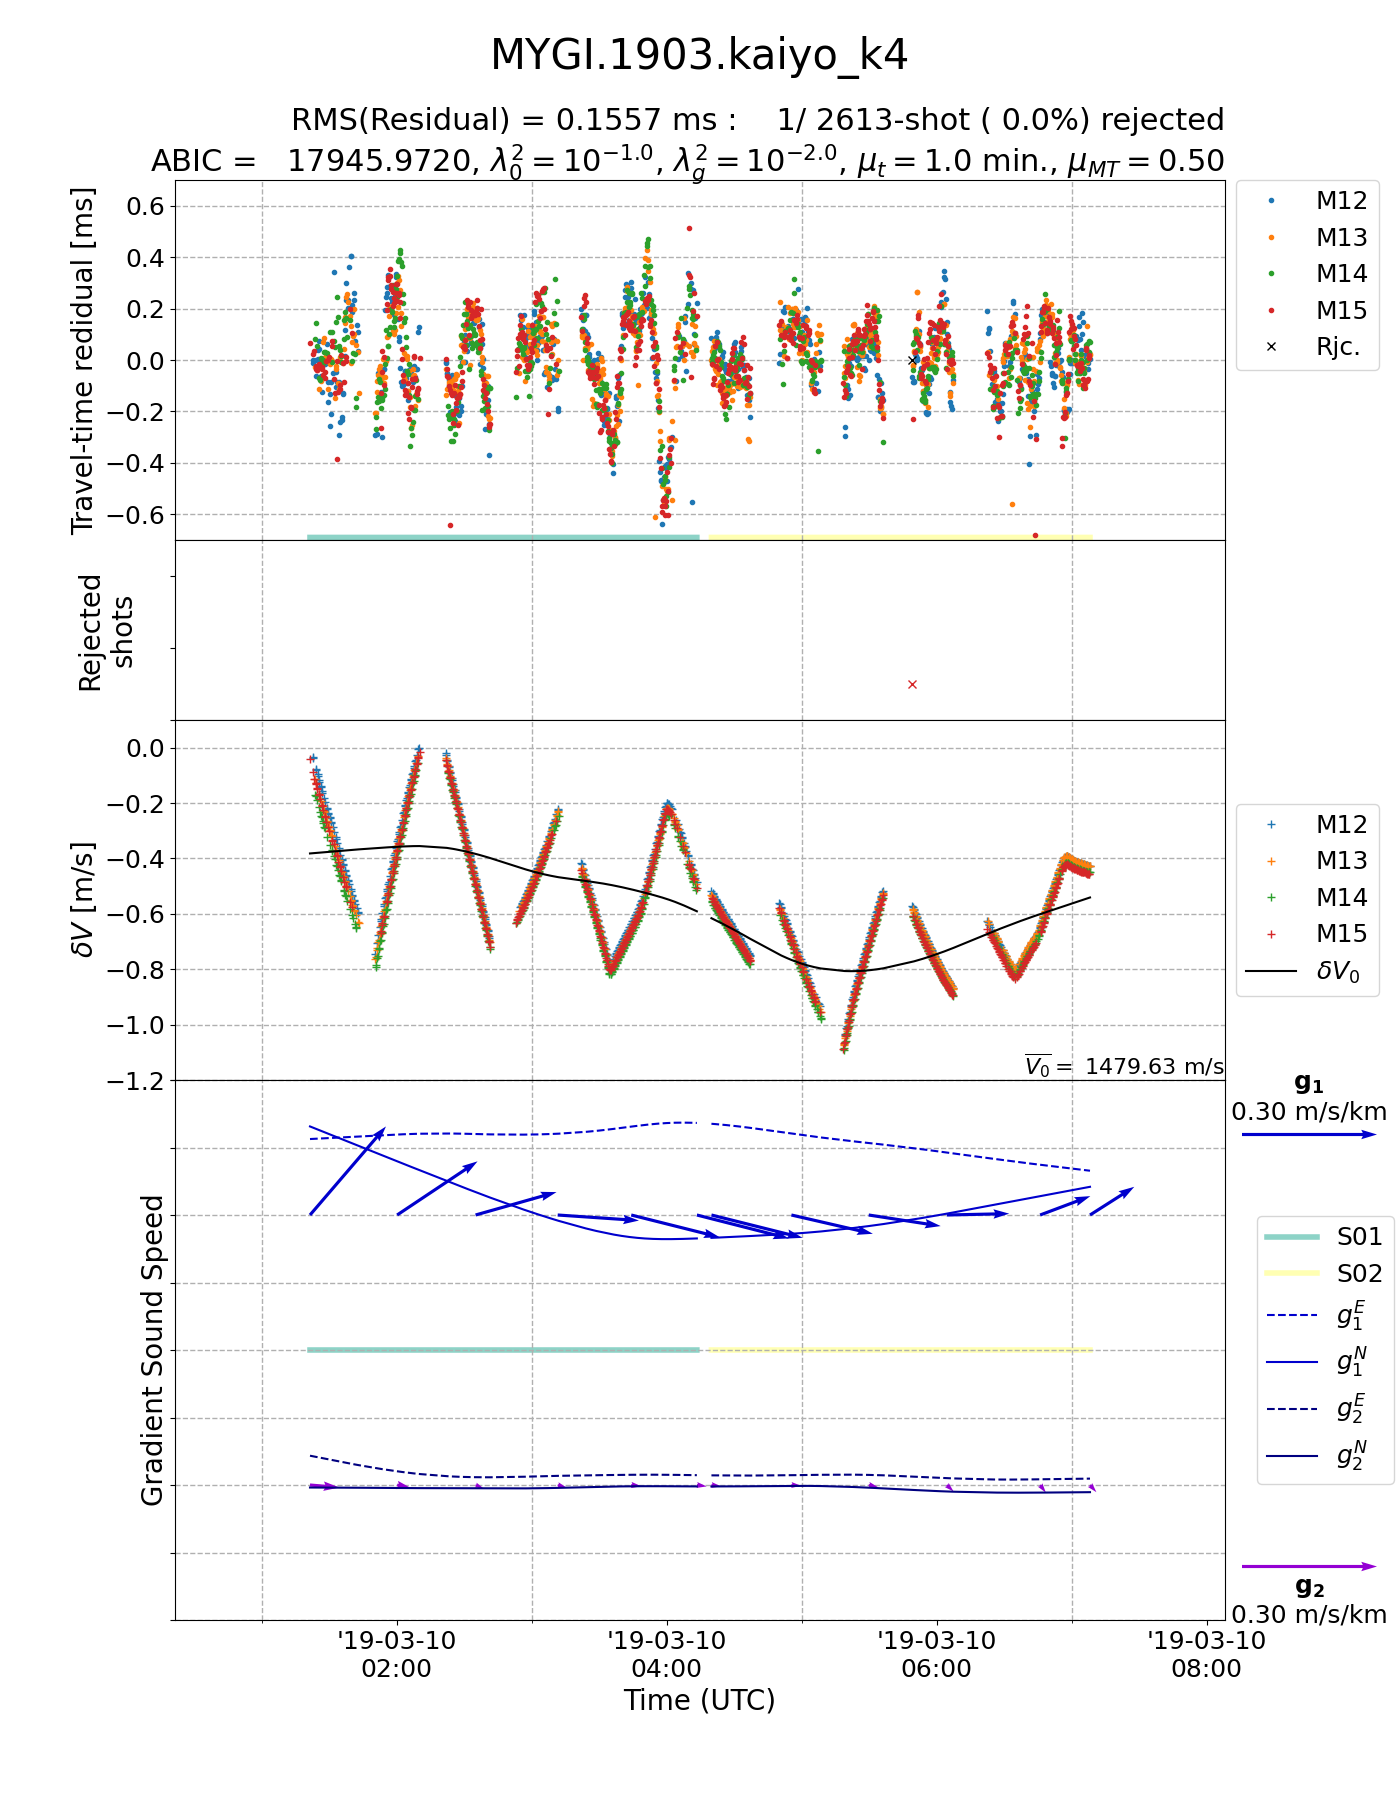 MYGI.1903.kaiyo_k4
RMS(Residual) = 0.1557 ms :    1/ 2613-shot ( 0.0%) rejected
ABIC =   17945.9720, λ₀² = 10⁻¹·⁰, λ_g² = 10⁻²·⁰, μ_t = 1.0 min., μ_MT = 0.50
Travel-time redidual [ms]
0.6
0.4
0.2
0.0
−0.2
−0.4
−0.6
M12
M13
M14
M15
Rjc.
Rejected
shots
δV [m/s]
0.0
−0.2
−0.4
−0.6
−0.8
−1.0
−1.2
M12
M13
M14
M15
δV₀
V̅₀ = 1479.63 m/s
Gradient Sound Speed
g₁
0.30 m/s/km
S01
S02
g₁ᴱ
g₁ᴺ
g₂ᴱ
g₂ᴺ
g₂
0.30 m/s/km
'19-03-10
02:00
'19-03-10
04:00
'19-03-10
06:00
'19-03-10
08:00
Time (UTC)